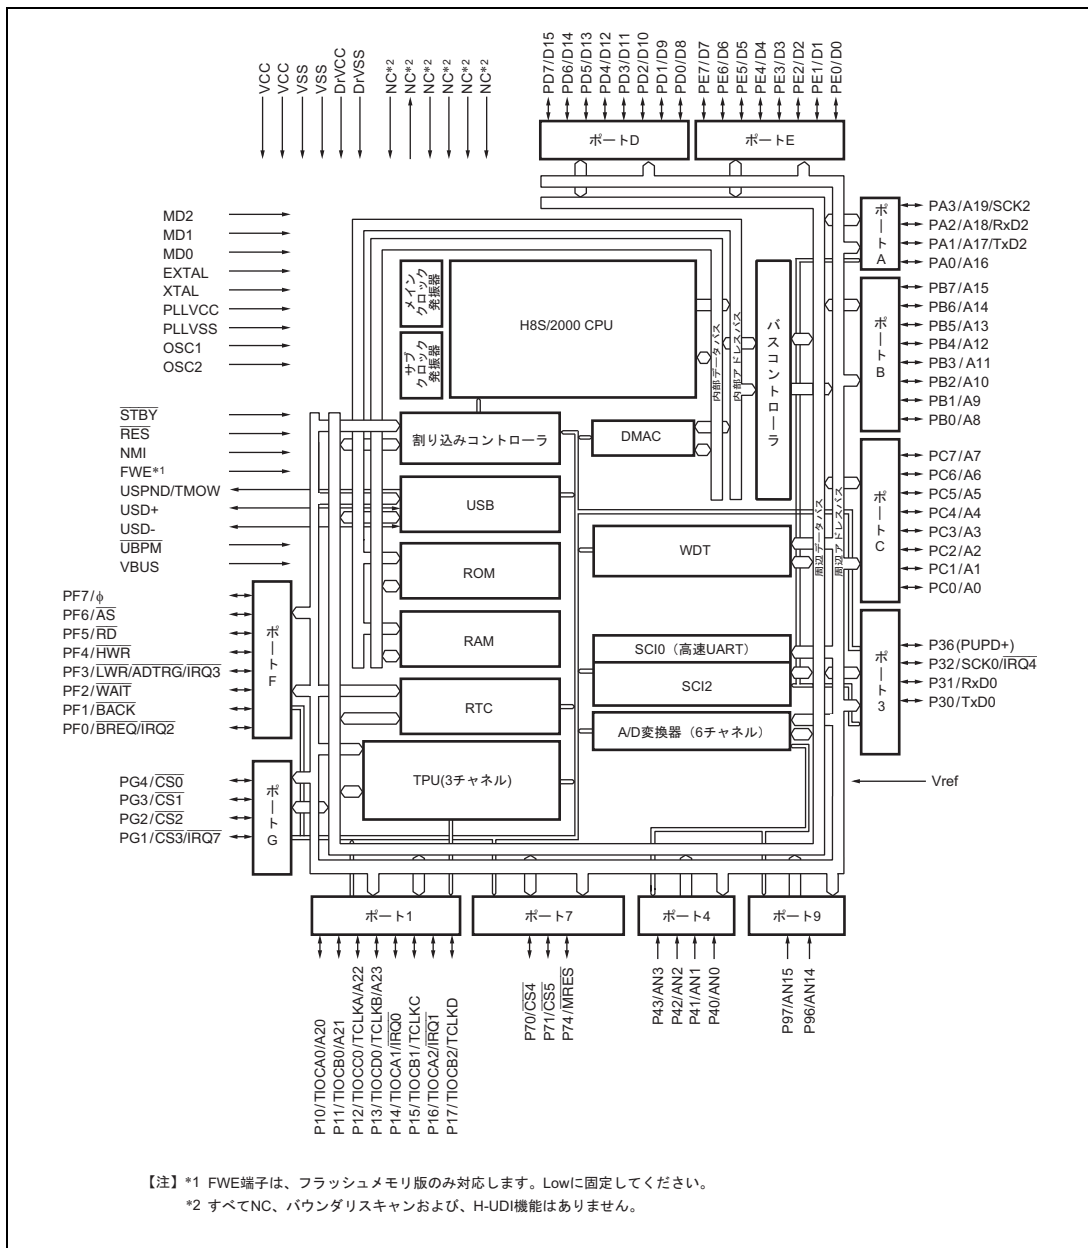 VCC
VCC
VSS
VSS
DrVCC
DrVSS
NC*2
NC*2
NC*2
NC*2
NC*2
NC*2
PD7/D15
PD6/D14
PD5/D13
PD4/D12
PD3/D11
PD2/D10
PD1/D9
PD0/D8
PE7/D7
PE6/D6
PE5/D5
PE4/D4
PE3/D3
PE2/D2
PE1/D1
PE0/D0
ポートD
ポートE
MD2
MD1
MD0
EXTAL
XTAL
PLLVCC
PLLVSS
OSC1
OSC2
STBY
RES
NMI
FWE*1
USPND/TMOW
USD+
USD-
UBPM
VBUS
メイン
クロック
発振器
サブ
クロック
発振器
H8S/2000 CPU
内部データバス
内部アドレスバス
バスコントローラ
割り込みコントローラ
DMAC
USB
ROM
RAM
RTC
TPU(3チャネル)
WDT
SCI0（高速UART）
SCI2
A/D変換器（6チャネル）
周辺データバス
周辺アドレスバス
ポートA
PA3/A19/SCK2
PA2/A18/RxD2
PA1/A17/TxD2
PA0/A16
ポートB
PB7/A15
PB6/A14
PB5/A13
PB4/A12
PB3/A11
PB2/A10
PB1/A9
PB0/A8
ポートC
PC7/A7
PC6/A6
PC5/A5
PC4/A4
PC3/A3
PC2/A2
PC1/A1
PC0/A0
ポート3
P36(PUPD+)
P32/SCK0/IRQ4
P31/RxD0
P30/TxD0
Vref
PF7/φ
PF6/AS
PF5/RD
PF4/HWR
PF3/LWR/ADTRG/IRQ3
PF2/WAIT
PF1/BACK
PF0/BREQ/IRQ2
ポートF
PG4/CS0
PG3/CS1
PG2/CS2
PG1/CS3/IRQ7
ポートG
ポート1
ポート7
ポート4
ポート9
P10/TIOCA0/A20
P11/TIOCB0/A21
P12/TIOCC0/TCLKA/A22
P13/TIOCD0/TCLKB/A23
P14/TIOCA1/IRQ0
P15/TIOCB1/TCLKC
P16/TIOCA2/IRQ1
P17/TIOCB2/TCLKD
P70/CS4
P71/CS5
P74/MRES
P43/AN3
P42/AN2
P41/AN1
P40/AN0
P97/AN15
P96/AN14
【注】*1 FWE端子は、フラッシュメモリ版のみ対応します。Lowに固定してください。
*2 すべてNC、バウンダリスキャンおよび、H-UDI機能はありません。